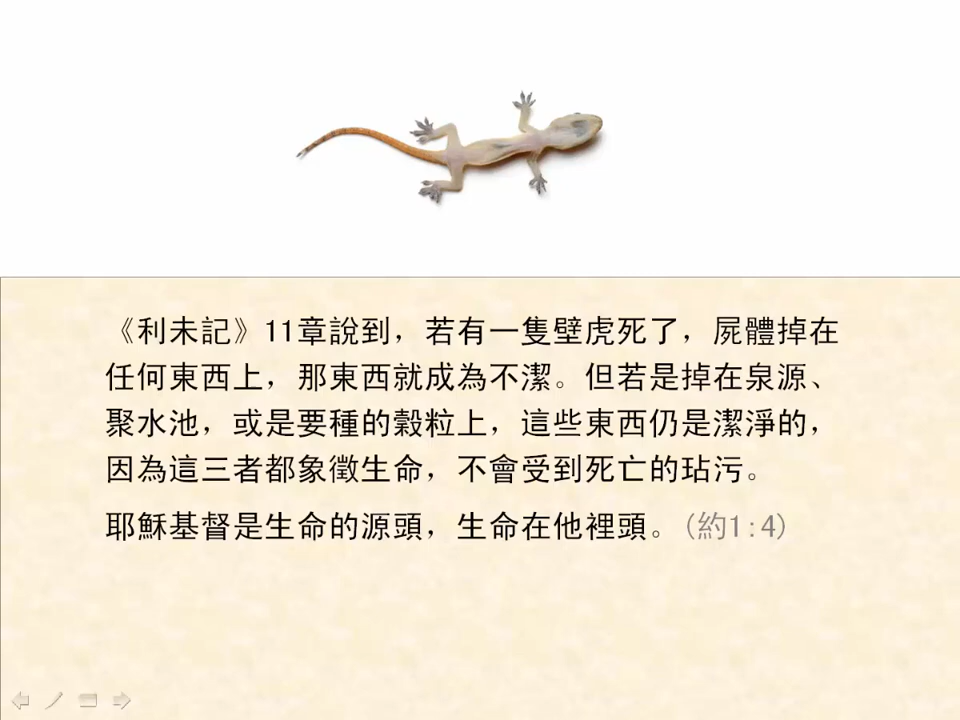 《利未記》11章說到，若有一隻壁虎死了，屍體掉在
任何東西上，那東西就成為不潔。但若是掉在泉源、
聚水池，或是要種的穀粒上，這些東西仍是潔淨的，
因為這三者都象徵生命，不會受到死亡的玷污。
耶穌基督是生命的源頭，生命在他裡頭。(約1:4)